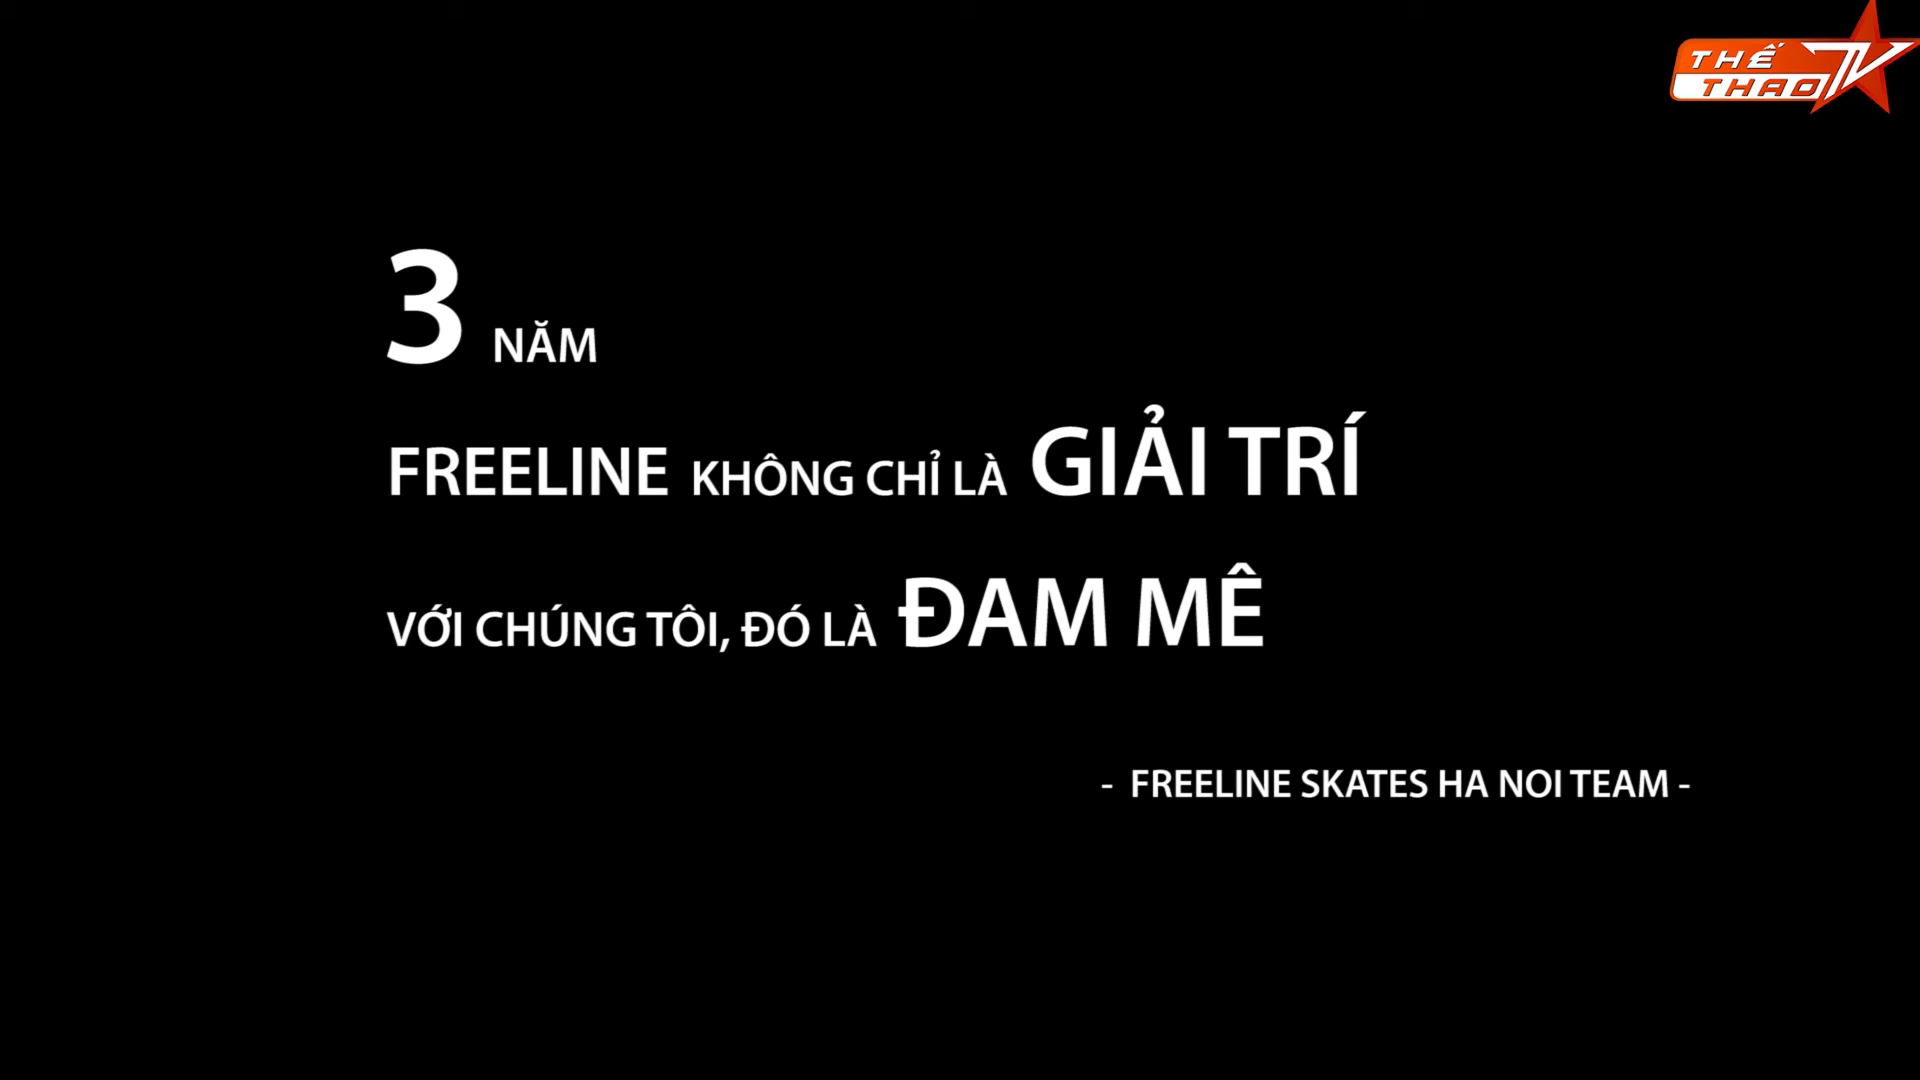 THỂ
THAO TV
3 NĂM
FREELINE KHÔNG CHỈ LÀ GIẢI TRÍ
VỚI CHÚNG TÔI, ĐÓ LÀ ĐAM MÊ
- FREELINE SKATES HA NOI TEAM -